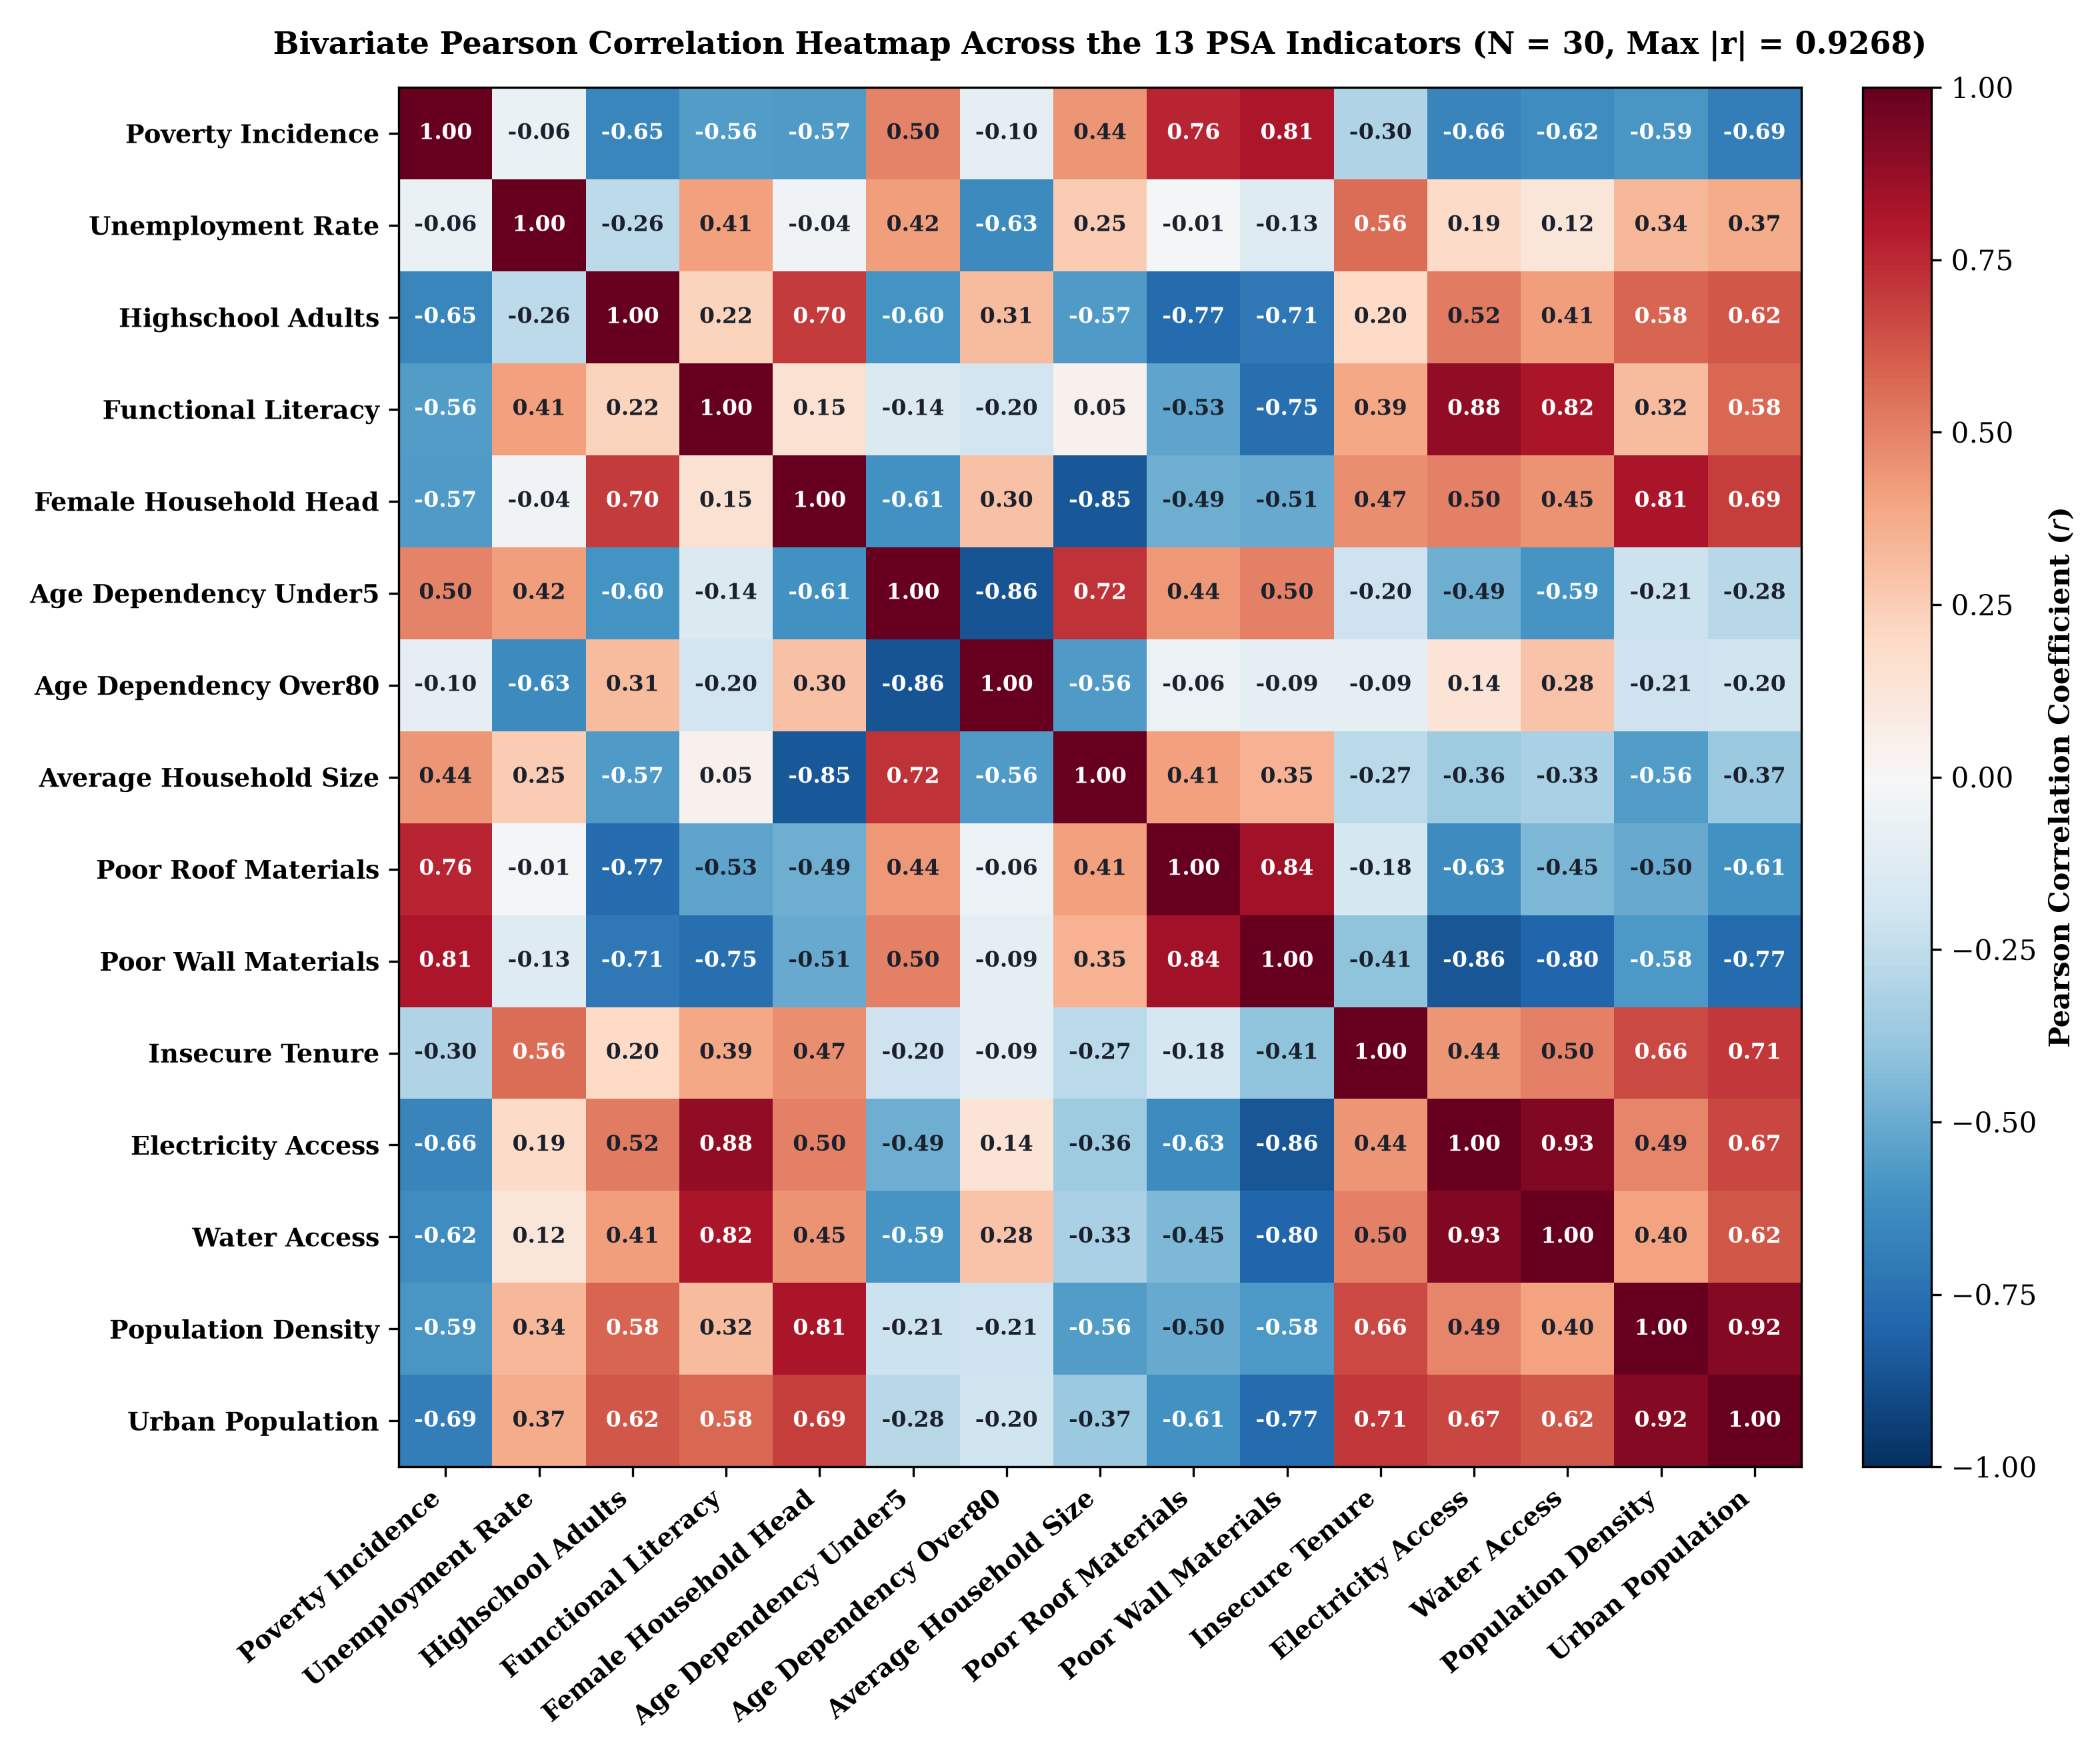 Bivariate Pearson Correlation Heatmap Across the 13 PSA Indicators (N = 30, Max |r| = 0.9268)
Poverty Incidence 1.00 -0.06 -0.65 -0.56 -0.57 0.50 -0.10 0.44 0.76 0.81 -0.30 -0.66 -0.62 -0.59 -0.69
Unemployment Rate -0.06 1.00 -0.26 0.41 -0.04 0.42 -0.63 0.25 -0.01 -0.13 0.56 0.19 0.12 0.34 0.37
Highschool Adults -0.65 -0.26 1.00 0.22 0.70 -0.60 0.31 -0.57 -0.77 -0.71 0.20 0.52 0.41 0.58 0.62
Functional Literacy -0.56 0.41 0.22 1.00 0.15 -0.14 -0.20 0.05 -0.53 -0.75 0.39 0.88 0.82 0.32 0.58
Female Household Head -0.57 -0.04 0.70 0.15 1.00 -0.61 0.30 -0.85 -0.49 -0.51 0.47 0.50 0.45 0.81 0.69
Age Dependency Under5 0.50 0.42 -0.60 -0.14 -0.61 1.00 -0.86 0.72 0.44 0.50 -0.20 -0.49 -0.59 -0.21 -0.28
Age Dependency Over80 -0.10 -0.63 0.31 -0.20 0.30 -0.86 1.00 -0.56 -0.06 -0.09 -0.09 0.14 0.28 -0.21 -0.20
Average Household Size 0.44 0.25 -0.57 0.05 -0.85 0.72 -0.56 1.00 0.41 0.35 -0.27 -0.36 -0.33 -0.56 -0.37
Poor Roof Materials 0.76 -0.01 -0.77 -0.53 -0.49 0.44 -0.06 0.41 1.00 0.84 -0.18 -0.63 -0.45 -0.50 -0.61
Poor Wall Materials 0.81 -0.13 -0.71 -0.75 -0.51 0.50 -0.09 0.35 0.84 1.00 -0.41 -0.86 -0.80 -0.58 -0.77
Insecure Tenure -0.30 0.56 0.20 0.39 0.47 -0.20 -0.09 -0.27 -0.18 -0.41 1.00 0.44 0.50 0.66 0.71
Electricity Access -0.66 0.19 0.52 0.88 0.50 -0.49 0.14 -0.36 -0.63 -0.86 0.44 1.00 0.93 0.49 0.67
Water Access -0.62 0.12 0.41 0.82 0.45 -0.59 0.28 -0.33 -0.45 -0.80 0.50 0.93 1.00 0.40 0.62
Population Density -0.59 0.34 0.58 0.32 0.81 -0.21 -0.21 -0.56 -0.50 -0.58 0.66 0.49 0.40 1.00 0.92
Urban Population -0.69 0.37 0.62 0.58 0.69 -0.28 -0.20 -0.37 -0.61 -0.77 0.71 0.67 0.62 0.92 1.00
Poverty Incidence
Unemployment Rate
Highschool Adults
Functional Literacy
Female Household Head
Age Dependency Under5
Age Dependency Over80
Average Household Size
Poor Roof Materials
Poor Wall Materials
Insecure Tenure
Electricity Access
Water Access
Population Density
Urban Population
1.00
0.75
0.50
0.25
0.00
−0.25
−0.50
−0.75
−1.00
Pearson Correlation Coefficient (r)